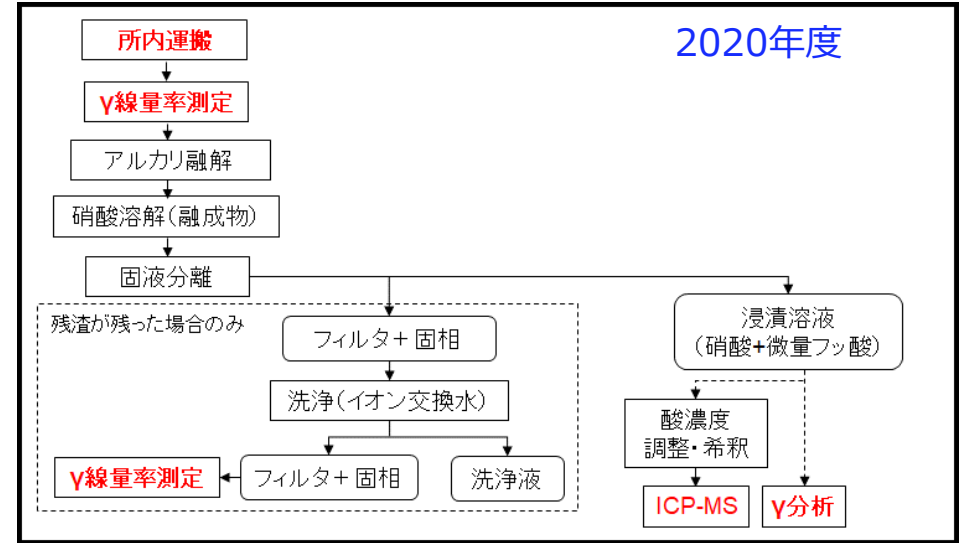 2020年度
所内運搬
γ線量率測定
アルカリ融解
硝酸溶解(融成物)
固液分離
残渣が残った場合のみ
フィルタ+固相
洗浄(イオン交換水)
フィルタ+固相
洗浄液
γ線量率測定
浸漬溶液
(硝酸+微量フッ酸)
酸濃度
調整・希釈
ICP-MS
γ分析